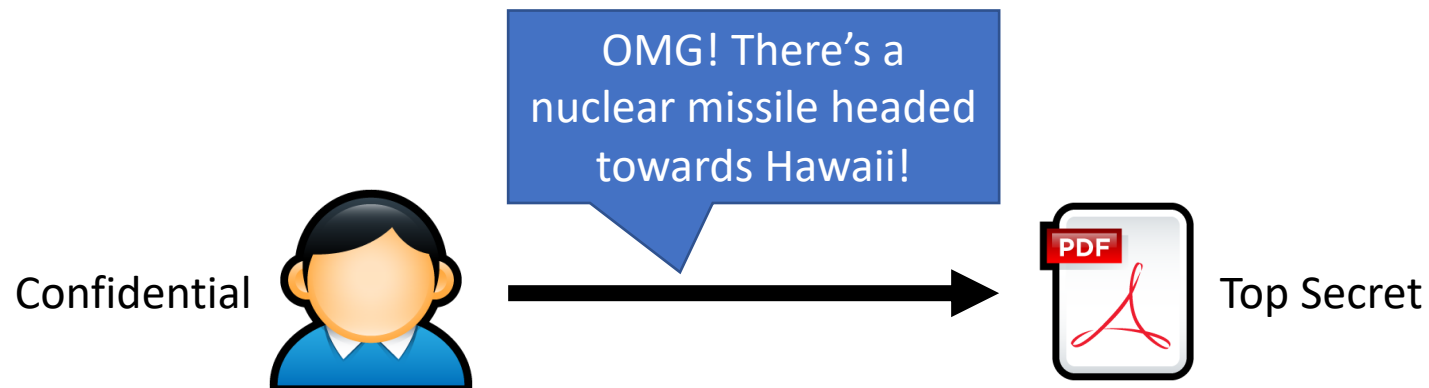 OMG! There’s a
nuclear missile headed
towards Hawaii!
Confidential
PDF
Top Secret